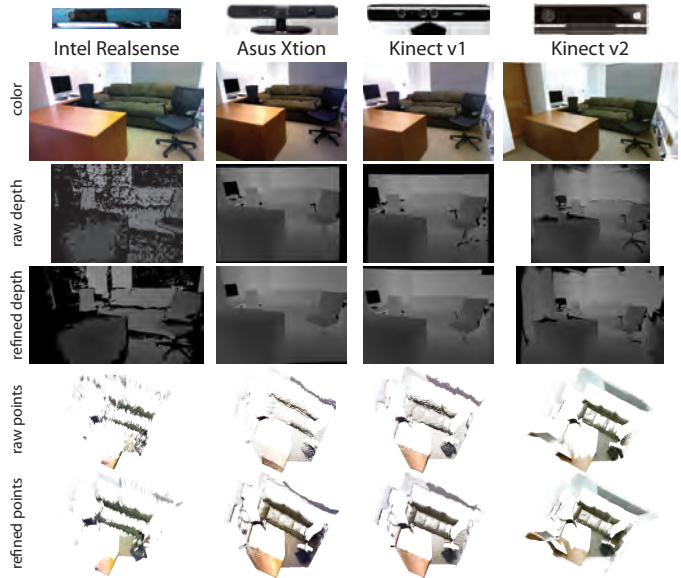 Intel Realsense
Asus Xtion
Kinect v1
Kinect v2
color
raw depth
refined depth
raw points
refined points